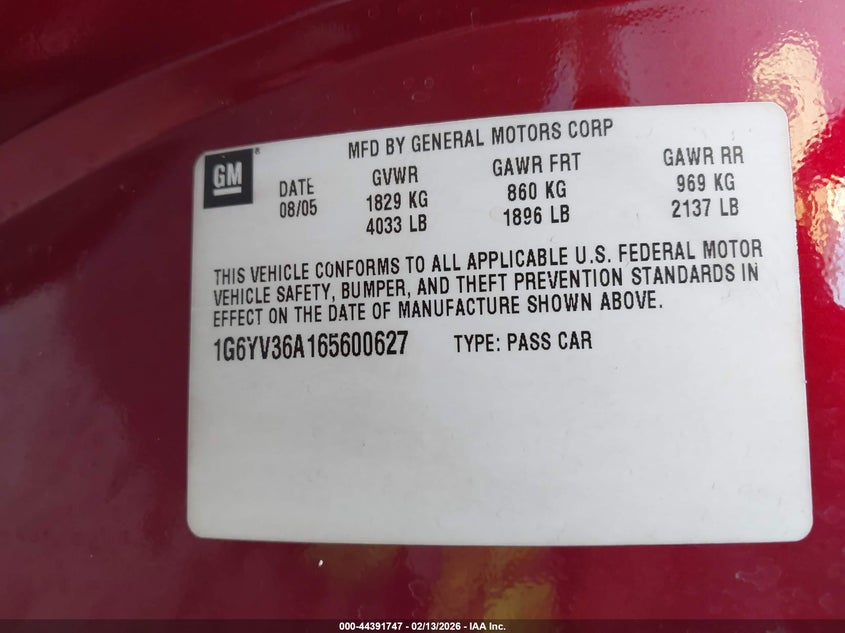 MFD BY GENERAL MOTORS CORP
GM®
DATE GVWR GAWR FRT GAWR RR
08/05 1829 KG 860 KG 969 KG
4033 LB 1896 LB 2137 LB
THIS VEHICLE CONFORMS TO ALL APPLICABLE U.S. FEDERAL MOTOR
VEHICLE SAFETY, BUMPER, AND THEFT PREVENTION STANDARDS IN
EFFECT ON THE DATE OF MANUFACTURE SHOWN ABOVE.
1G6YV36A165600627 TYPE: PASS CAR
000-44391747 - 02/13/2026 - IAA Inc.